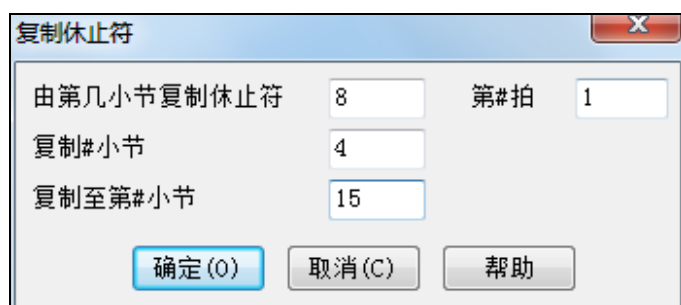 复制休止符
由第几小节复制休止符 8 第#拍 1
复制#小节 4
复制至第#小节 15
确定(O) 取消(C) 帮助